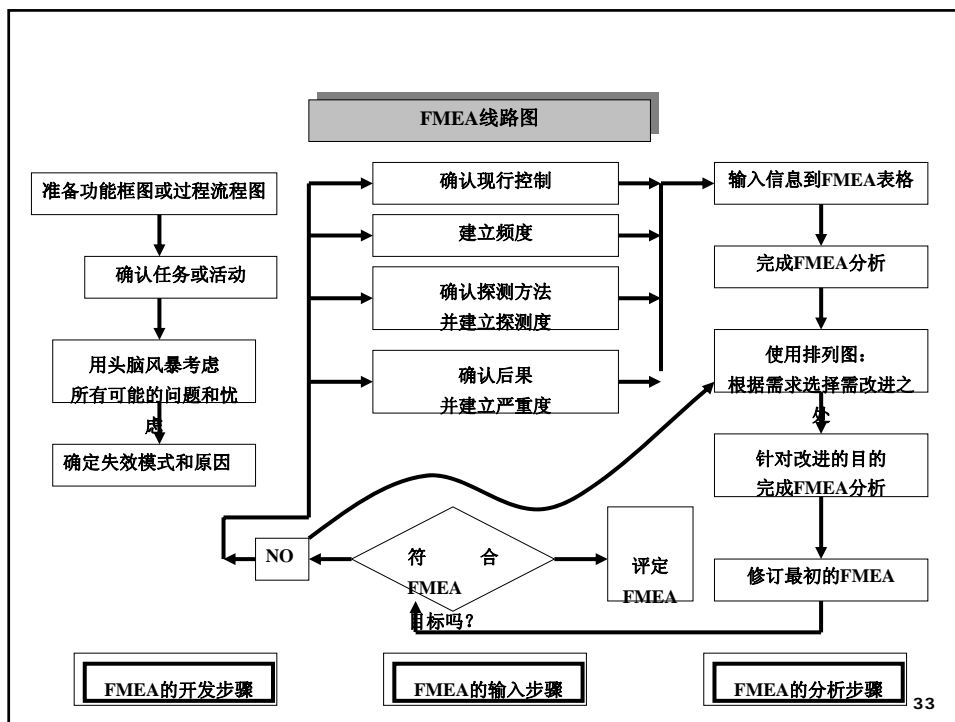 FMEA线路图
准备功能框图或过程流程图
确认任务或活动
用头脑风暴考虑
所有可能的问题和忧
虑
确定失效模式和原因
确认现行控制
建立频度
确认探测方法
并建立探测度
确认后果
并建立严重度
输入信息到FMEA表格
完成FMEA分析
使用排列图：
根据需求选择需改进之
处
针对改进的目的
完成FMEA分析
修订最初的FMEA
NO
符 合
FMEA
目标吗？
评定
FMEA
FMEA的开发步骤
FMEA的输入步骤
FMEA的分析步骤
33